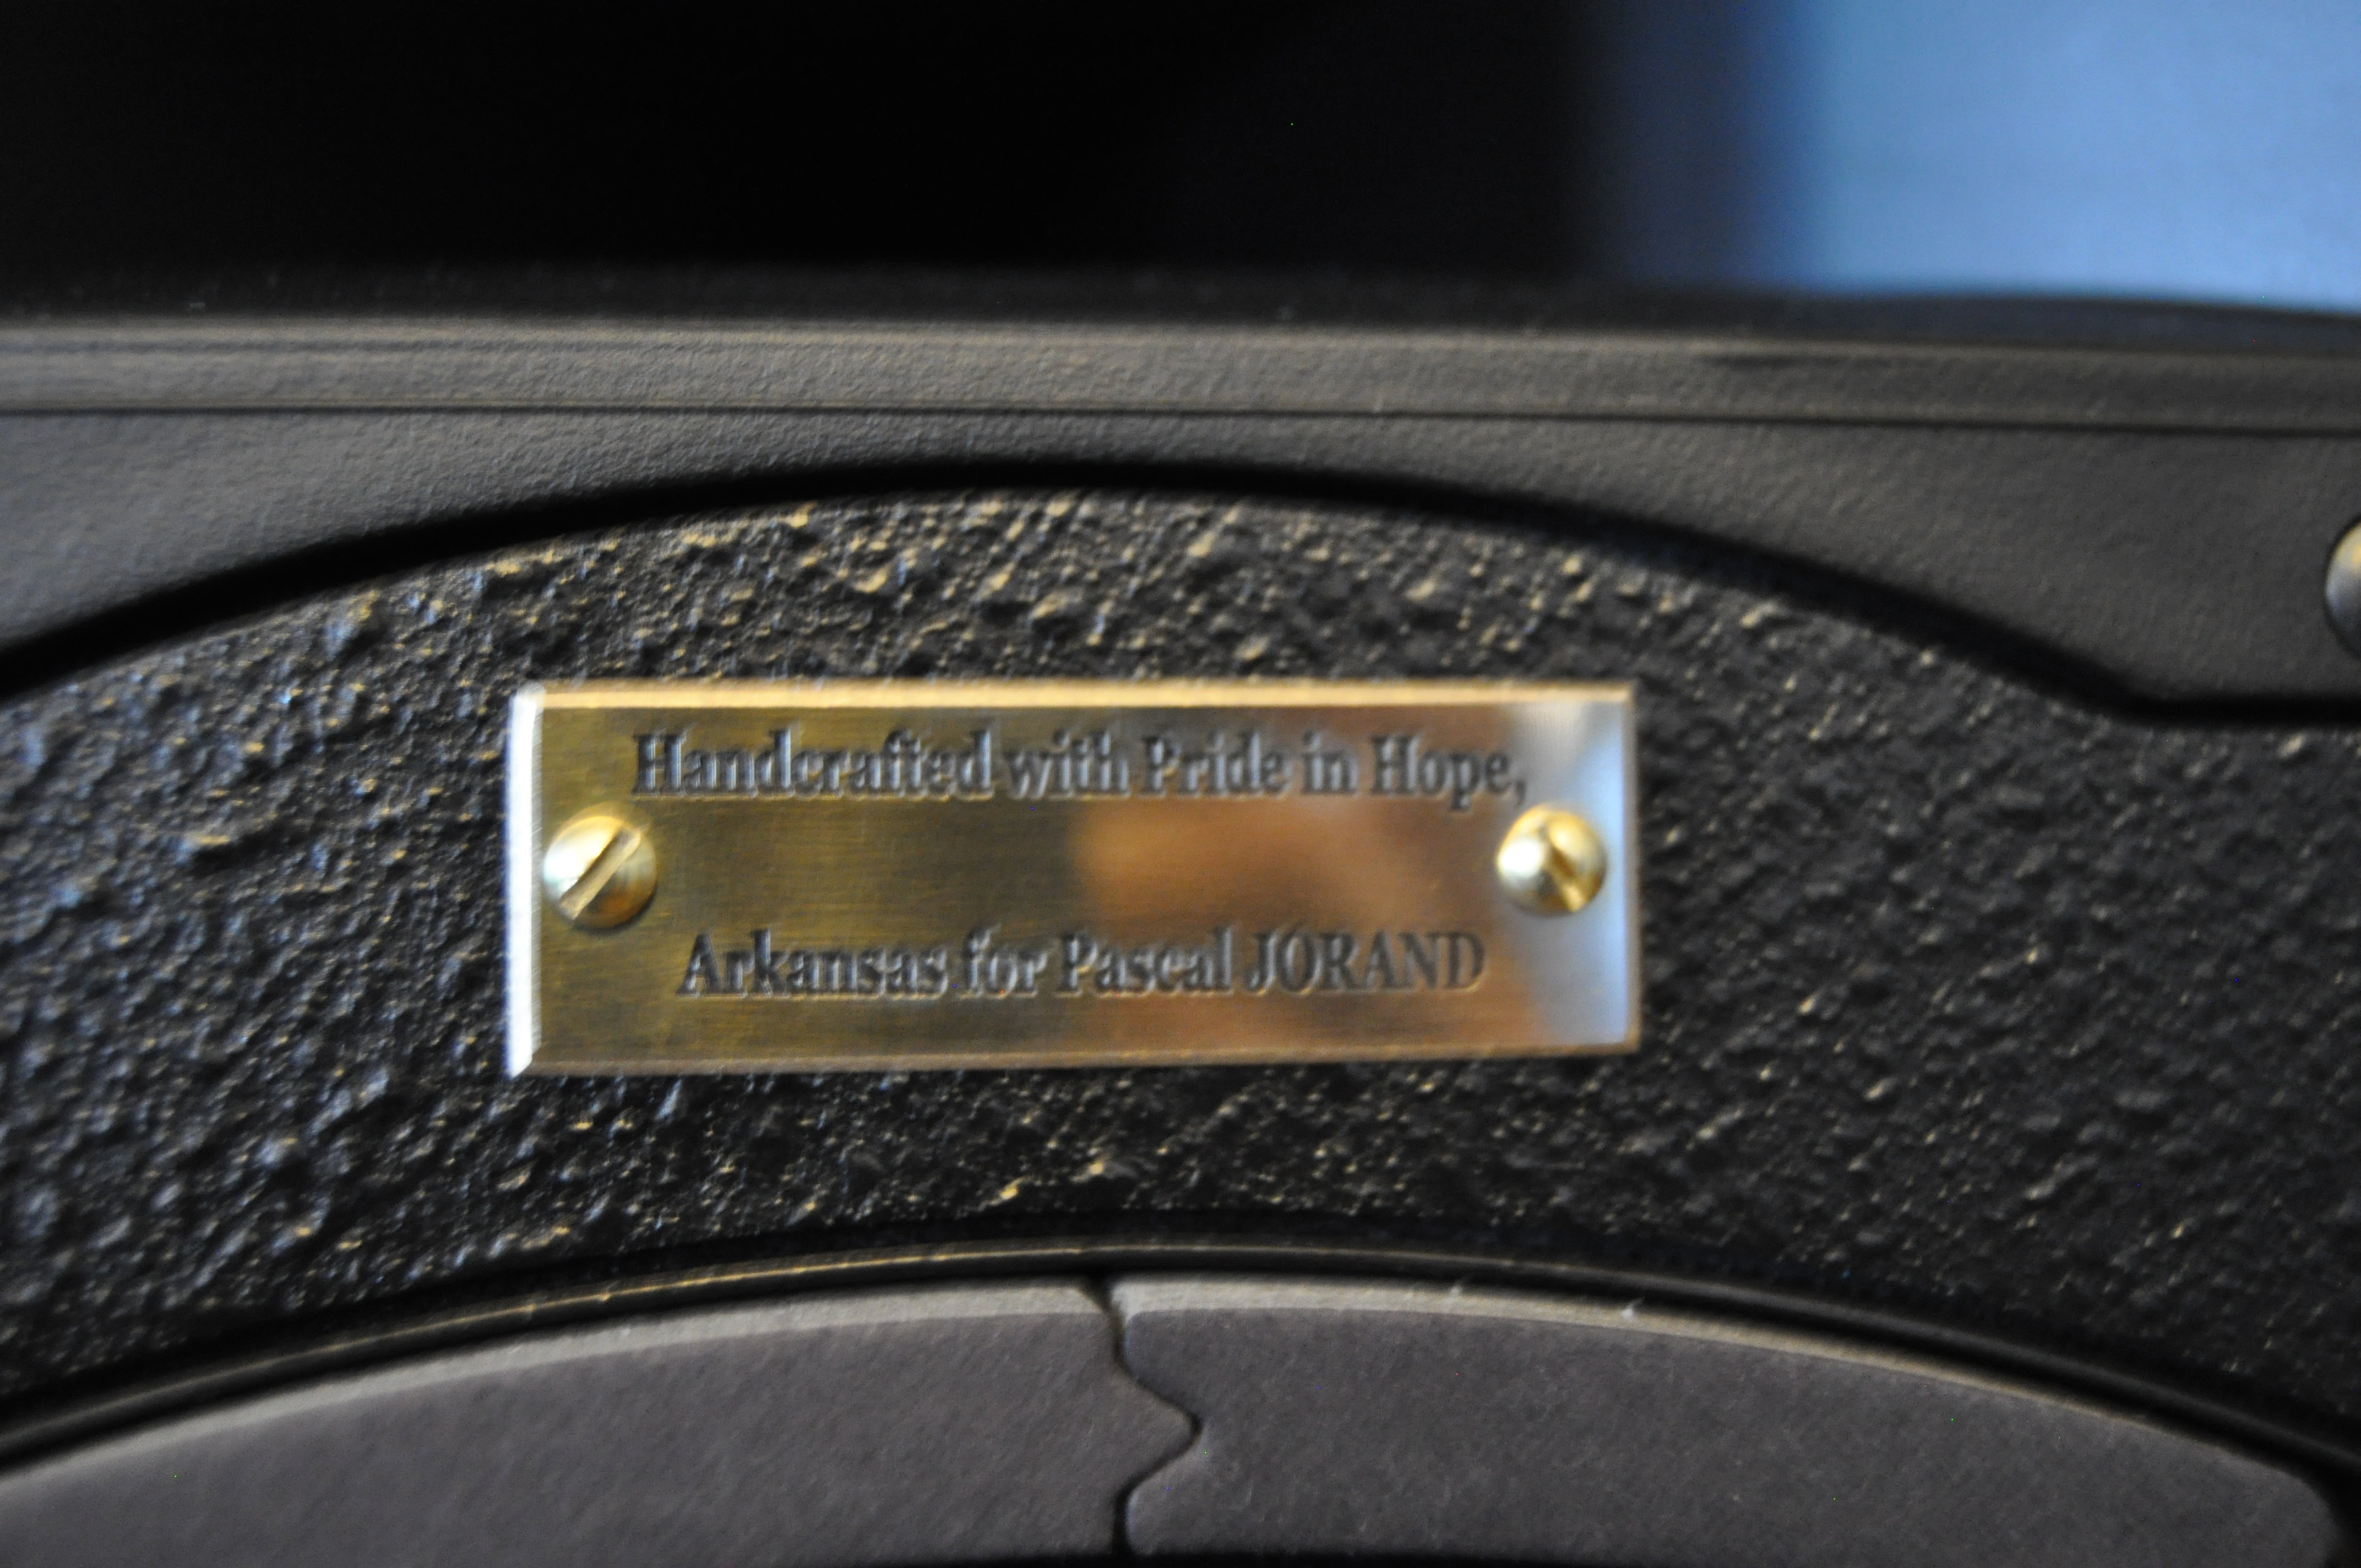 Handcrafted with Pride in Hope,
Arkansas for Pascal JORAND